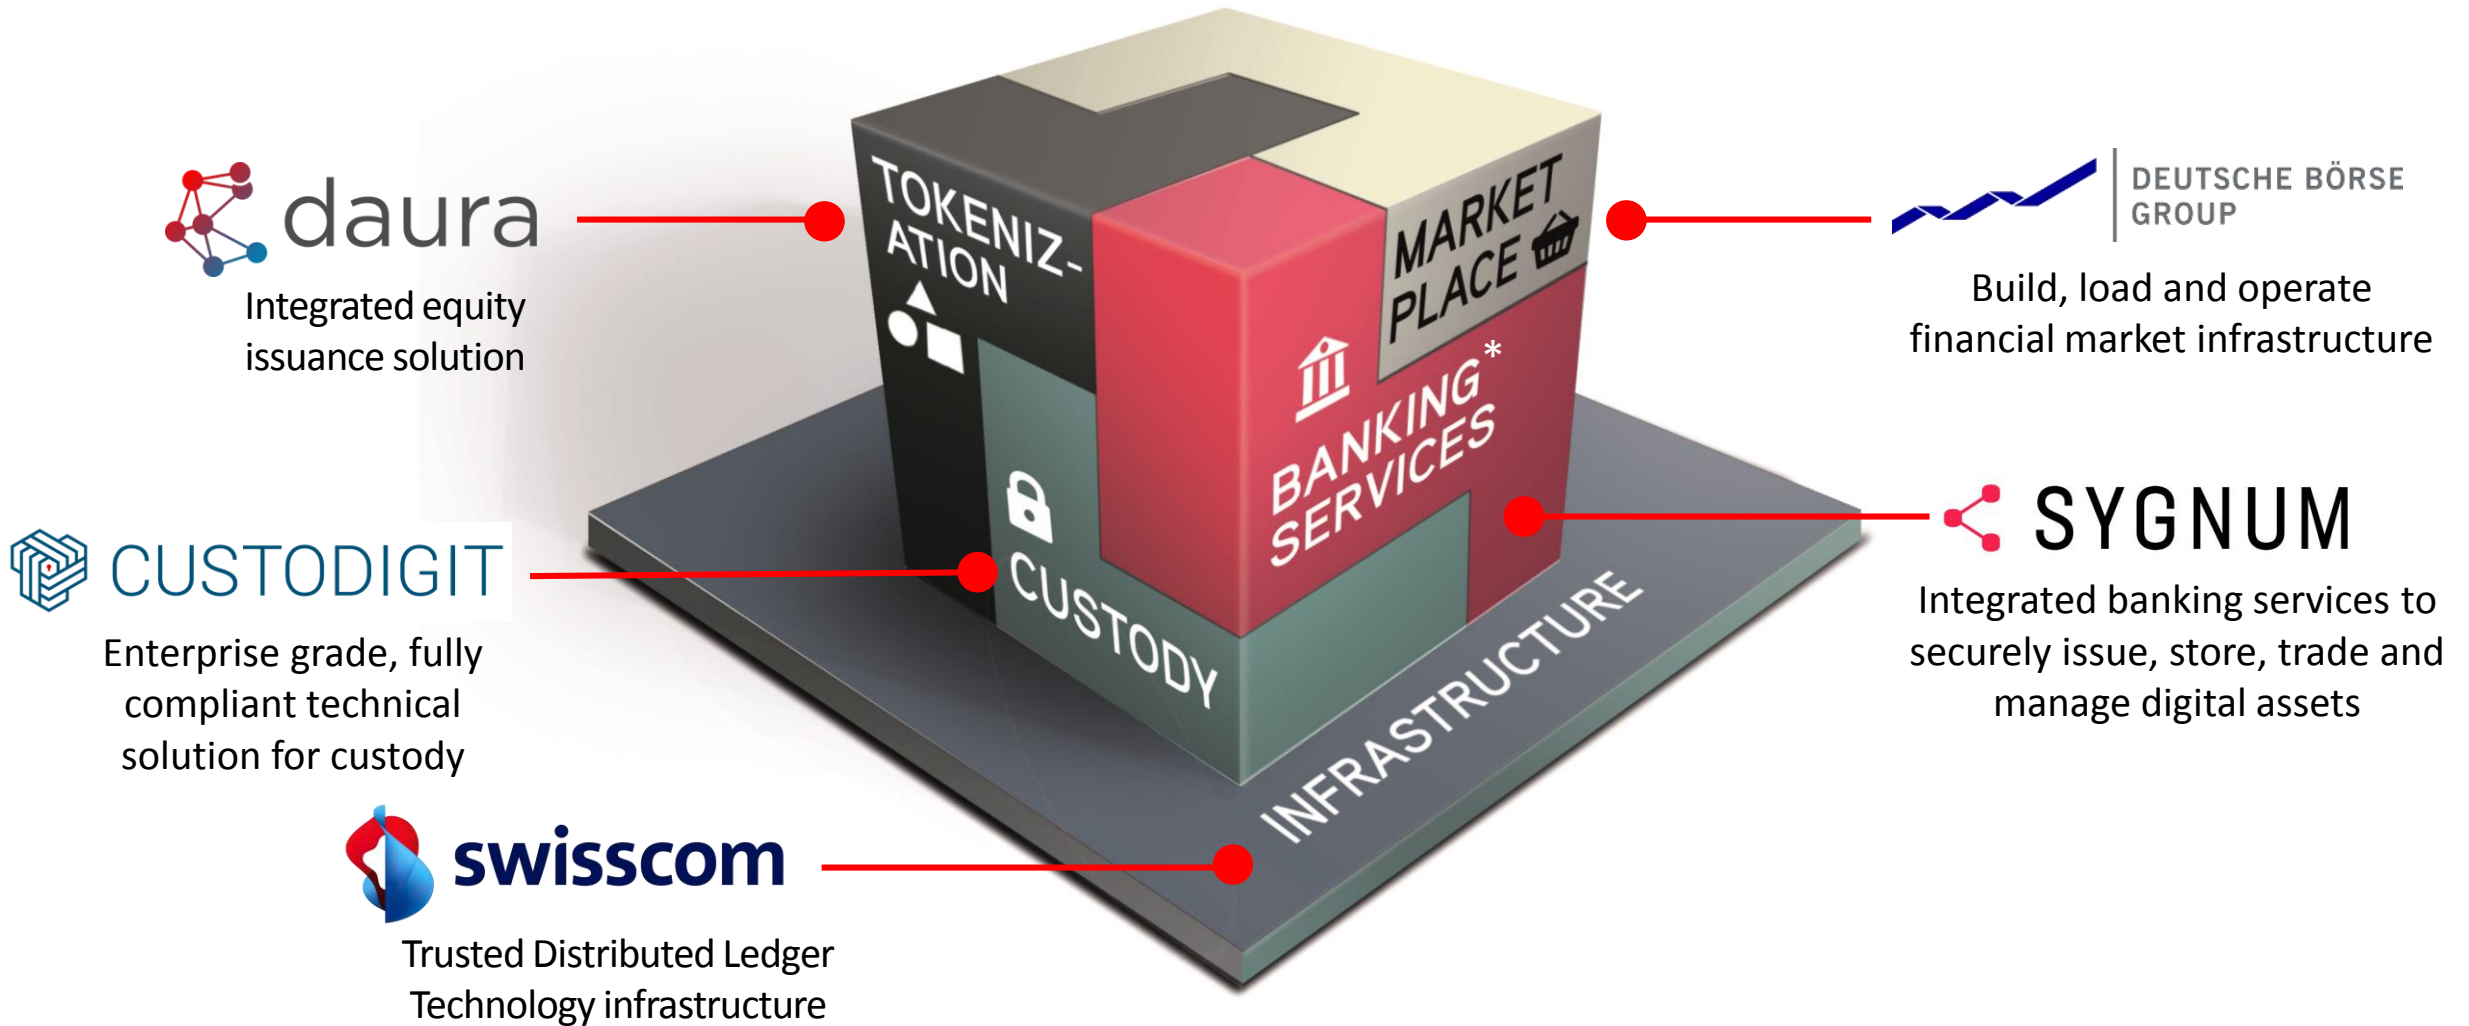 daura
Integrated equity
issuance solution
CUSTODIGIT
Enterprise grade, fully
compliant technical
solution for custody
swisscom
Trusted Distributed Ledger
Technology infrastructure
TOKENIZ-
ATION
CUSTODY
MARKET
PLACE
BANKING*
SERVICES
INFRASTRUCTURE
DEUTSCHE BÖRSE
GROUP
Build, load and operate
financial market infrastructure
SYGNUM
Integrated banking services to
securely issue, store, trade and
manage digital assets